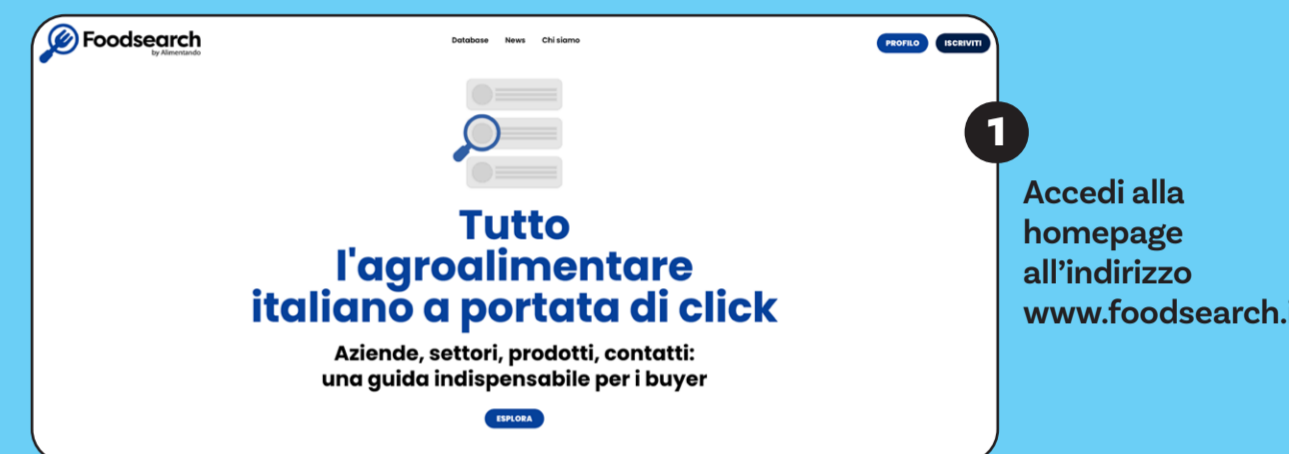 Foodsearch
by Alimentando
Database News Chi siamo
PROFILO ISCRIVITI
Tutto
l'agroalimentare
italiano a portata di click
Aziende, settori, prodotti, contatti:
una guida indispensabile per i buyer
ESPLORA
1
Accedi alla
homepage
all’indirizzo
www.foodsearch.